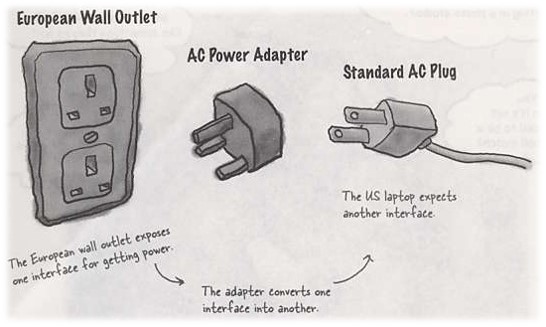 European Wall Outlet
AC Power Adapter
Standard AC Plug
The US laptop expects
another interface.
The European wall outlet exposes
one interface for getting power.
The adapter converts one
interface into another.